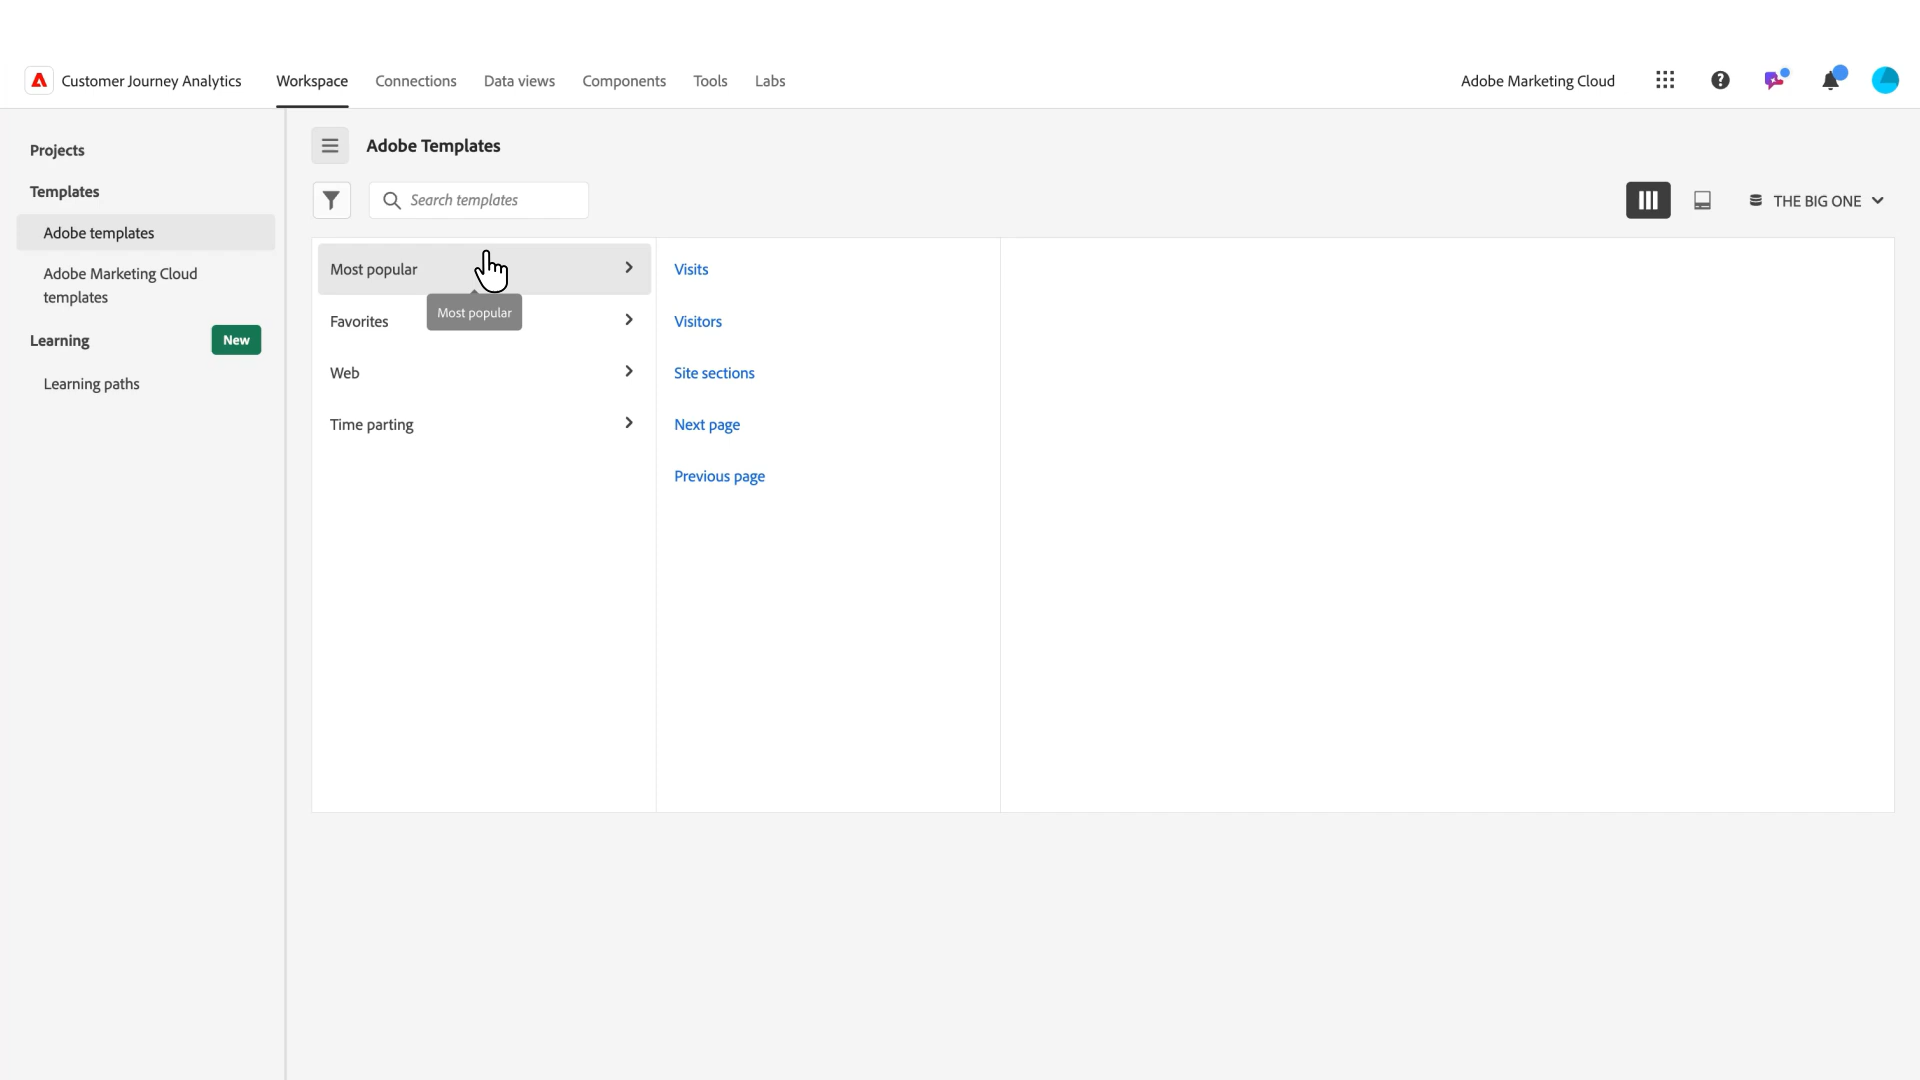 Customer Journey Analytics Workspace Connections Data views Components Tools Labs Adobe Marketing Cloud
Projects
Templates
Adobe templates
Adobe Marketing Cloud
templates
Learning New
Learning paths
Adobe Templates
Search templates
THE BIG ONE
Most popular
Most popular
Favorites
Web
Time parting
Visits
Visitors
Site sections
Next page
Previous page